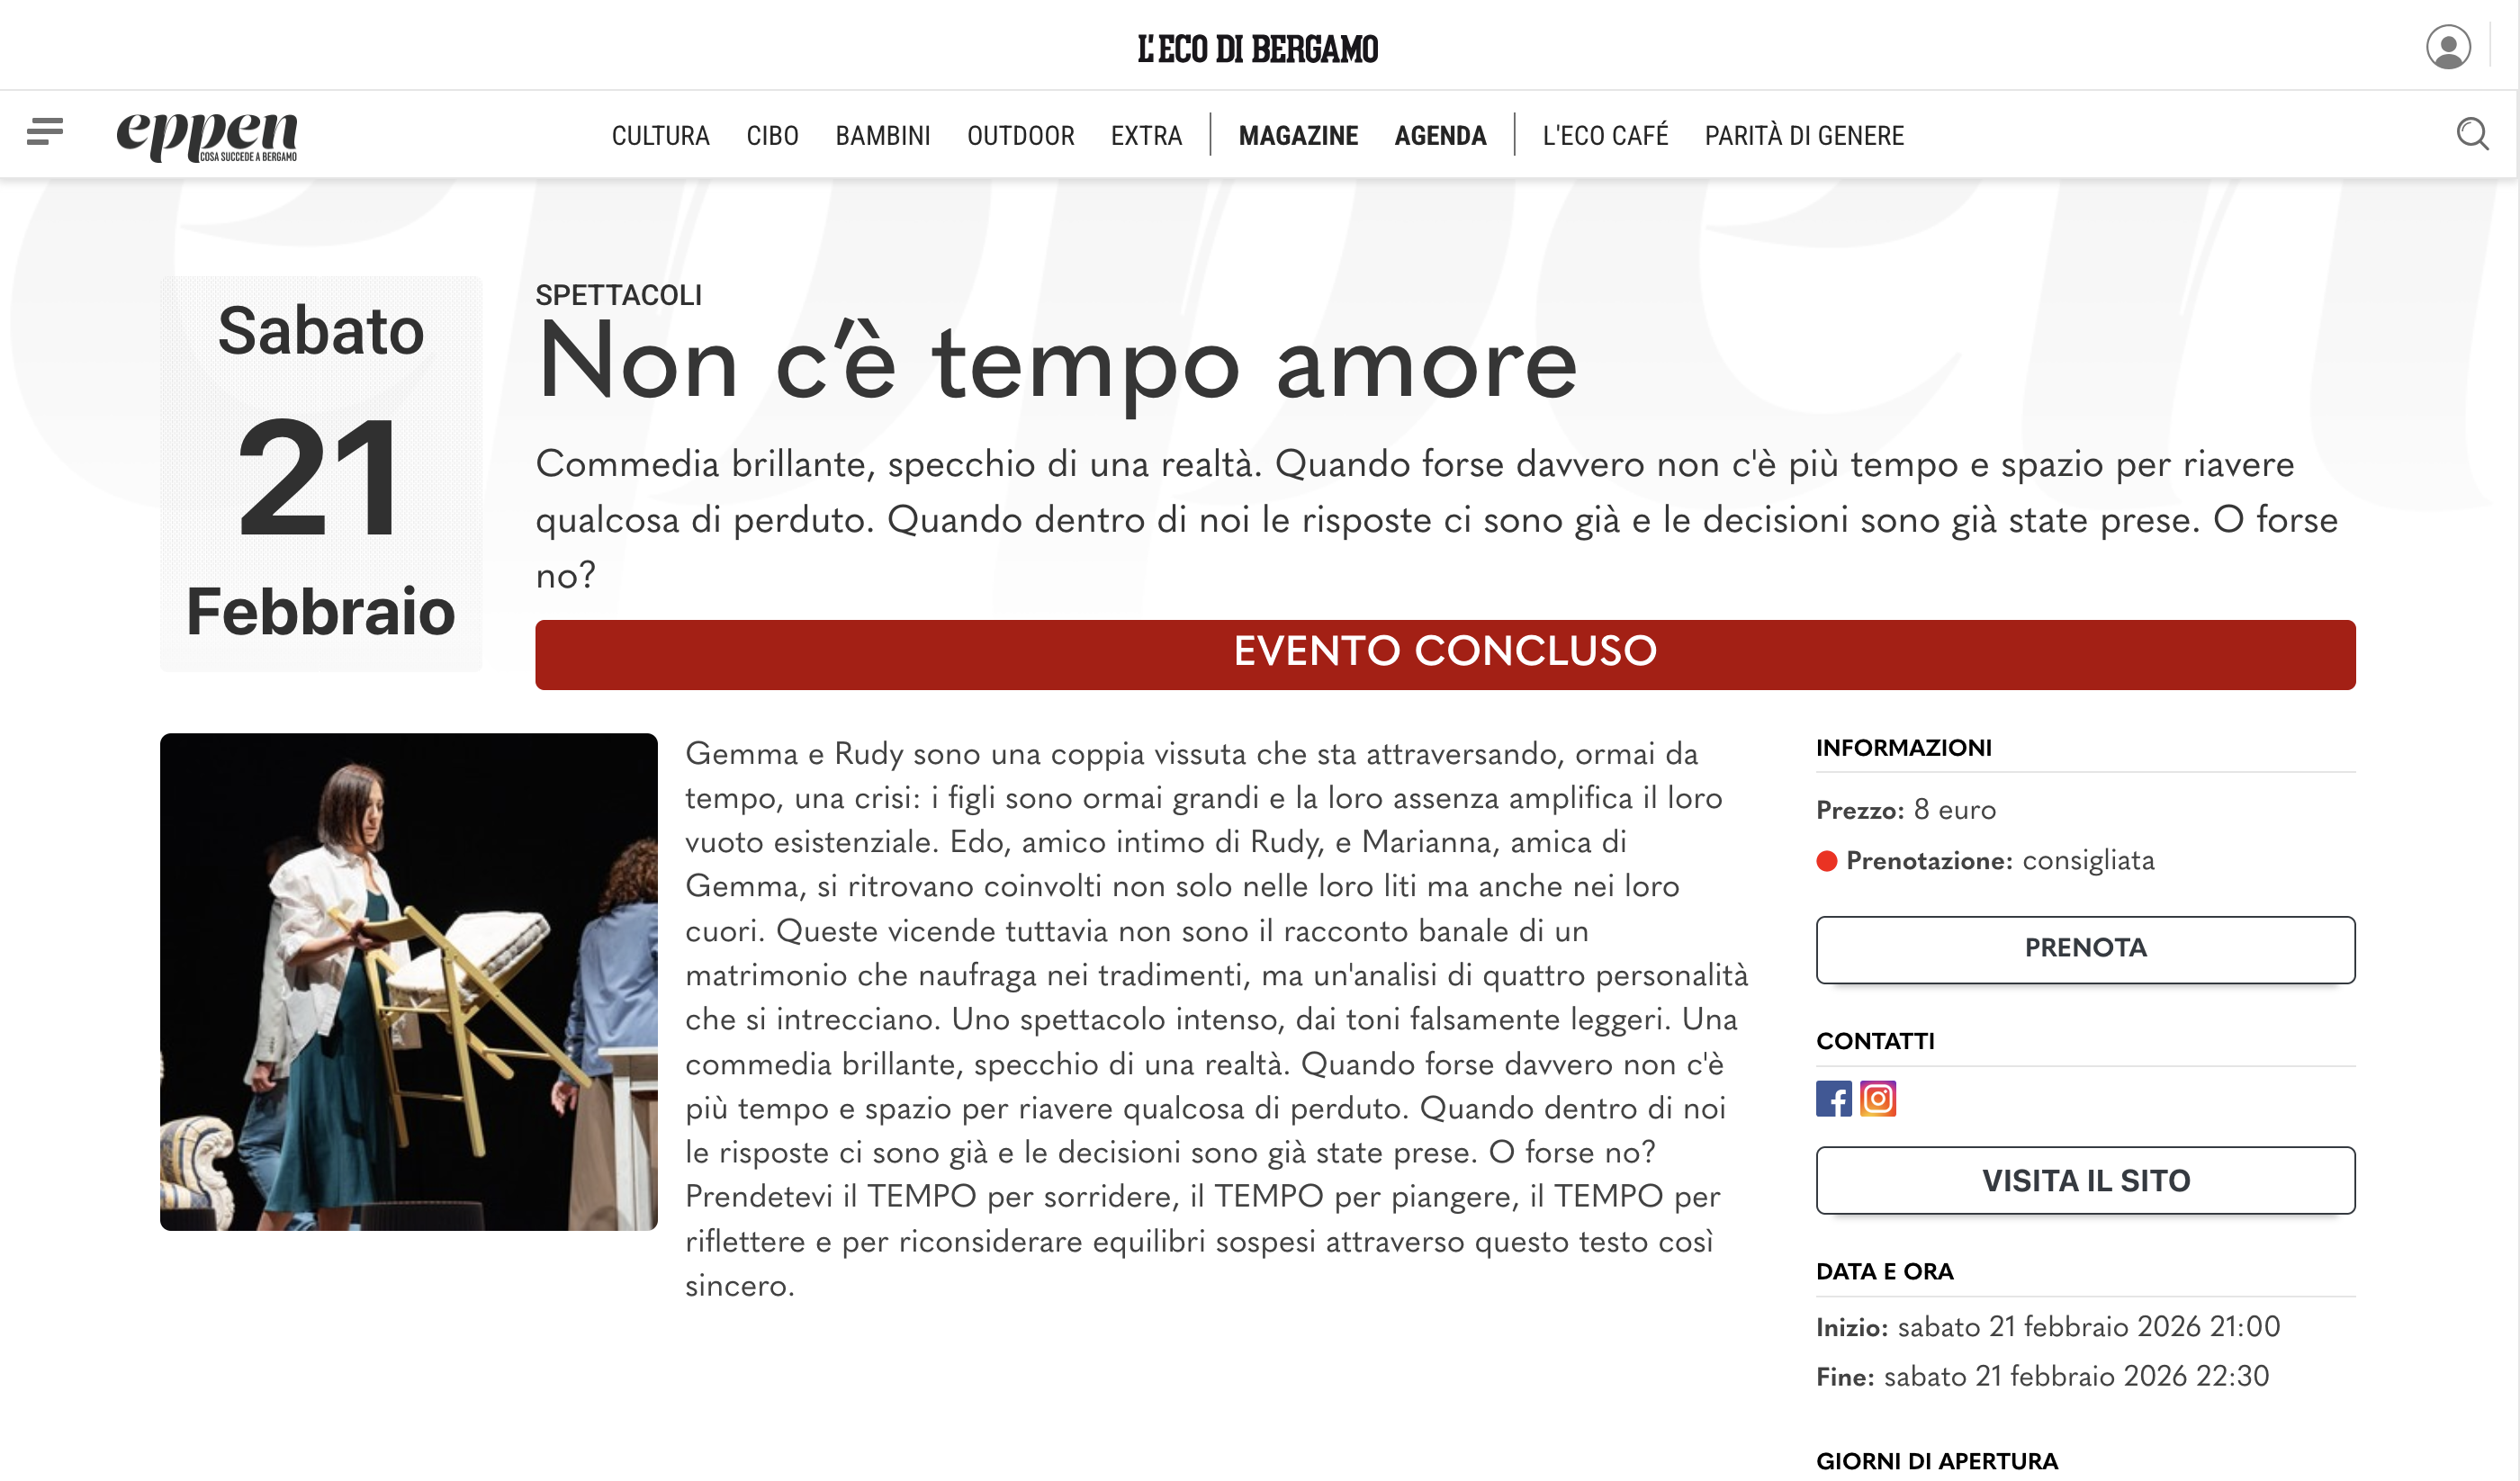 L'ECO DI BERGAMO
eppen
COSA SUCCEDE A BERGAMO
CULTURA CIBO BAMBINI OUTDOOR EXTRA MAGAZINE AGENDA L'ECO CAFÉ PARITÀ DI GENERE
Sabato
21
Febbraio
SPETTACOLI
Non c'è tempo amore
Commedia brillante, specchio di una realtà. Quando forse davvero non c'è più tempo e spazio per riavere
qualcosa di perduto. Quando dentro di noi le risposte ci sono già e le decisioni sono già state prese. O forse
no?
EVENTO CONCLUSO
Gemma e Rudy sono una coppia vissuta che sta attraversando, ormai da
tempo, una crisi: i figli sono ormai grandi e la loro assenza amplifica il loro
vuoto esistenziale. Edo, amico intimo di Rudy, e Marianna, amica di
Gemma, si ritrovano coinvolti non solo nelle loro liti ma anche nei loro
cuori. Queste vicende tuttavia non sono il racconto banale di un
matrimonio che naufraga nei tradimenti, ma un'analisi di quattro personalità
che si intrecciano. Uno spettacolo intenso, dai toni falsamente leggeri. Una
commedia brillante, specchio di una realtà. Quando forse davvero non c'è
più tempo e spazio per riavere qualcosa di perduto. Quando dentro di noi
le risposte ci sono già e le decisioni sono già state prese. O forse no?
Prendetevi il TEMPO per sorridere, il TEMPO per piangere, il TEMPO per
riflettere e per riconsiderare equilibri sospesi attraverso questo testo così
sincero.
INFORMAZIONI
Prezzo: 8 euro
Prenotazione: consigliata
PRENOTA
CONTATTI
VISITA IL SITO
DATA E ORA
Inizio: sabato 21 febbraio 2026 21:00
Fine: sabato 21 febbraio 2026 22:30
GIORNI DI APERTURA